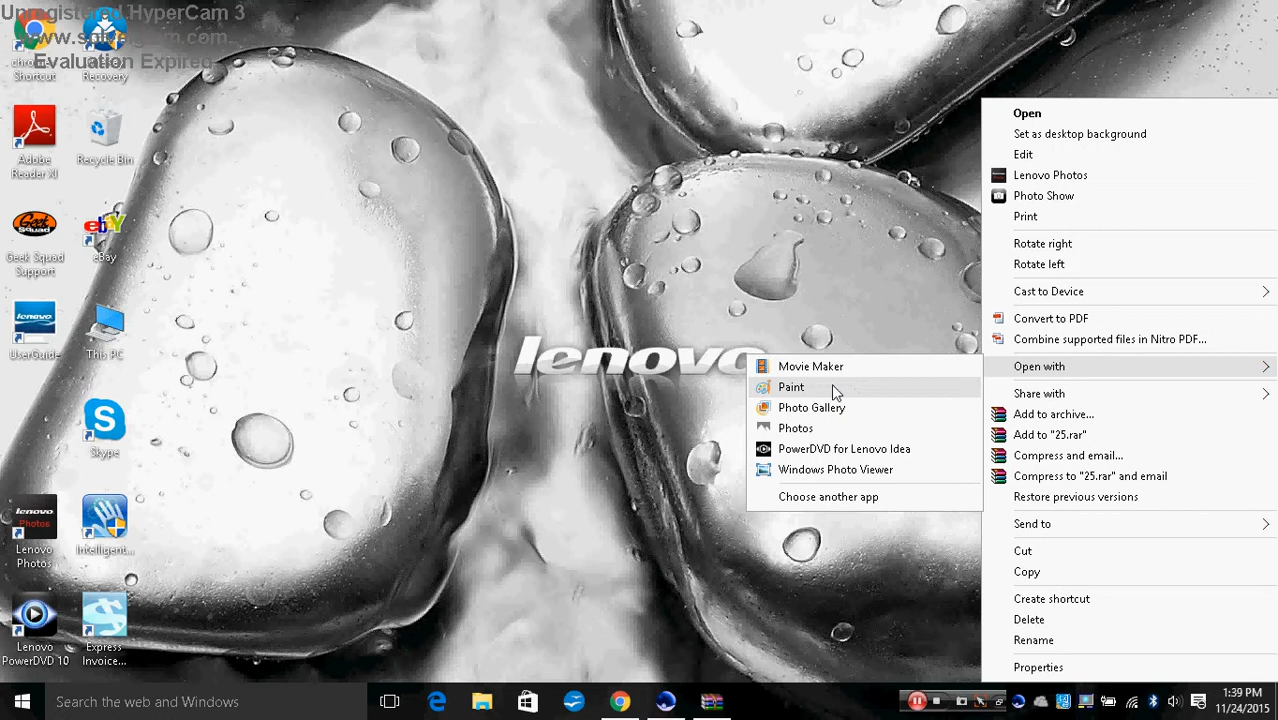 Unregistered HyperCam 3
Evaluation Expired
Shortcut
Recovery
Adobe
Reader XI
Recycle Bin
Geek Squad
Geek Squad
Support
ebY
eBay
lenovo
UserGuide
This PC
Skype
lenovo
Photos
Lenovo
Photos
Intelligent...
Lenovo
PowerDVD 10
Express
Invoice...
lenovo
Movie Maker
Paint
Photo Gallery
Photos
PowerDVD for Lenovo Idea
Windows Photo Viewer
Choose another app
Open
Set as desktop background
Edit
Lenovo Photos
Photo Show
Print
Rotate right
Rotate left
Cast to Device
Convert to PDF
Combine supported files in Nitro PDF...
Open with
Share with
Add to archive...
Add to "25.rar"
Compress and email...
Compress to "25.rar" and email
Restore previous versions
Send to
Cut
Copy
Create shortcut
Delete
Rename
Properties
Search the web and Windows
1:39 PM
11/24/2015